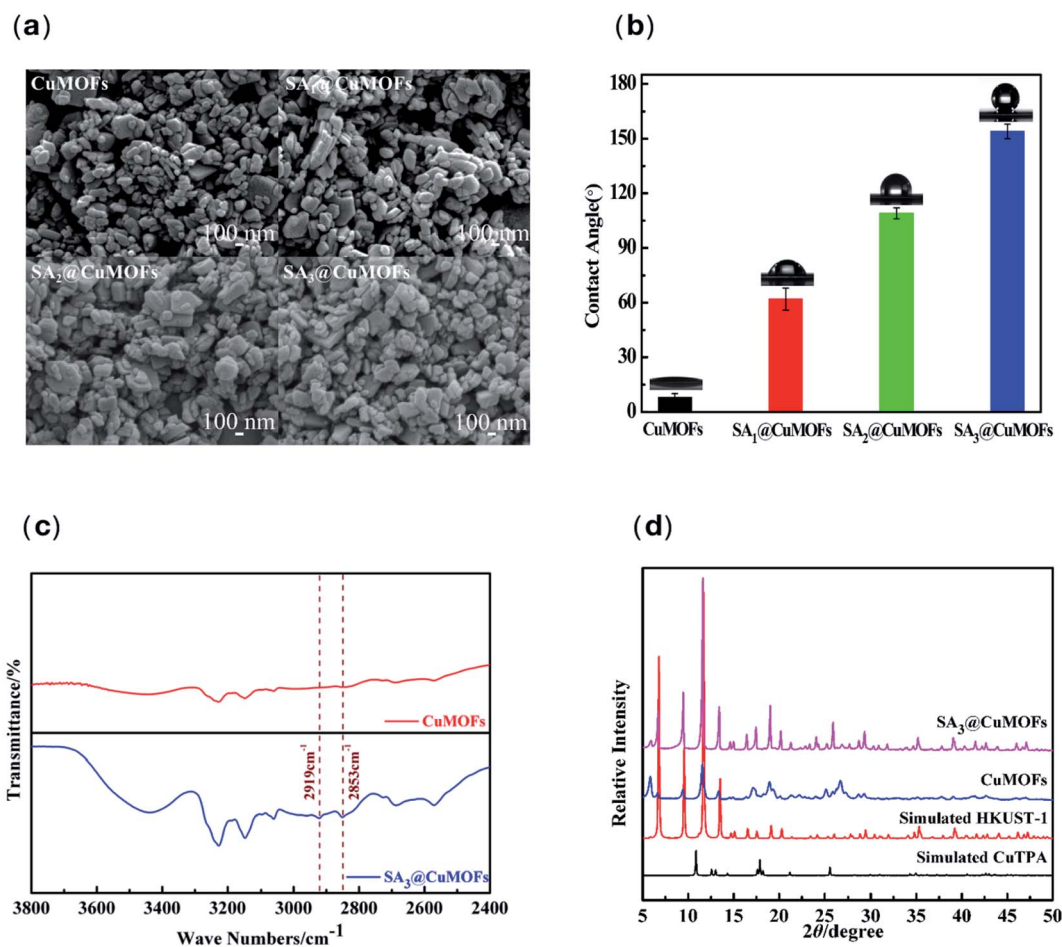 (a)
CuMOFs
SA₁@CuMOFs
100 nm
100 nm
SA₂@CuMOFs
SA₃@CuMOFs
100 nm
100 nm
(b)
Contact Angle(°)
180
150
120
90
60
30
0
CuMOFs
SA₁@CuMOFs
SA₂@CuMOFs
SA₃@CuMOFs
(c)
Transmittance/%
CuMOFs
2919cm⁻¹
2853cm⁻¹
SA₃@CuMOFs
3800 3600 3400 3200 3000 2800 2600 2400
Wave Numbers/cm⁻¹
(d)
Relative Intensity
SA₃@CuMOFs
CuMOFs
Simulated HKUST-1
Simulated CuTPA
5 10 15 20 25 30 35 40 45 50
2θ/degree